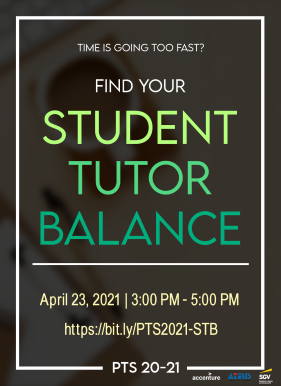 TIME IS GOING TOO FAST?
FIND YOUR
STUDENT
TUTOR
BALANCE
April 23, 2021 | 3:00 PM - 5:00 PM
https://bit.ly/PTS2021-STB
PTS 20-21
accenture
SGV